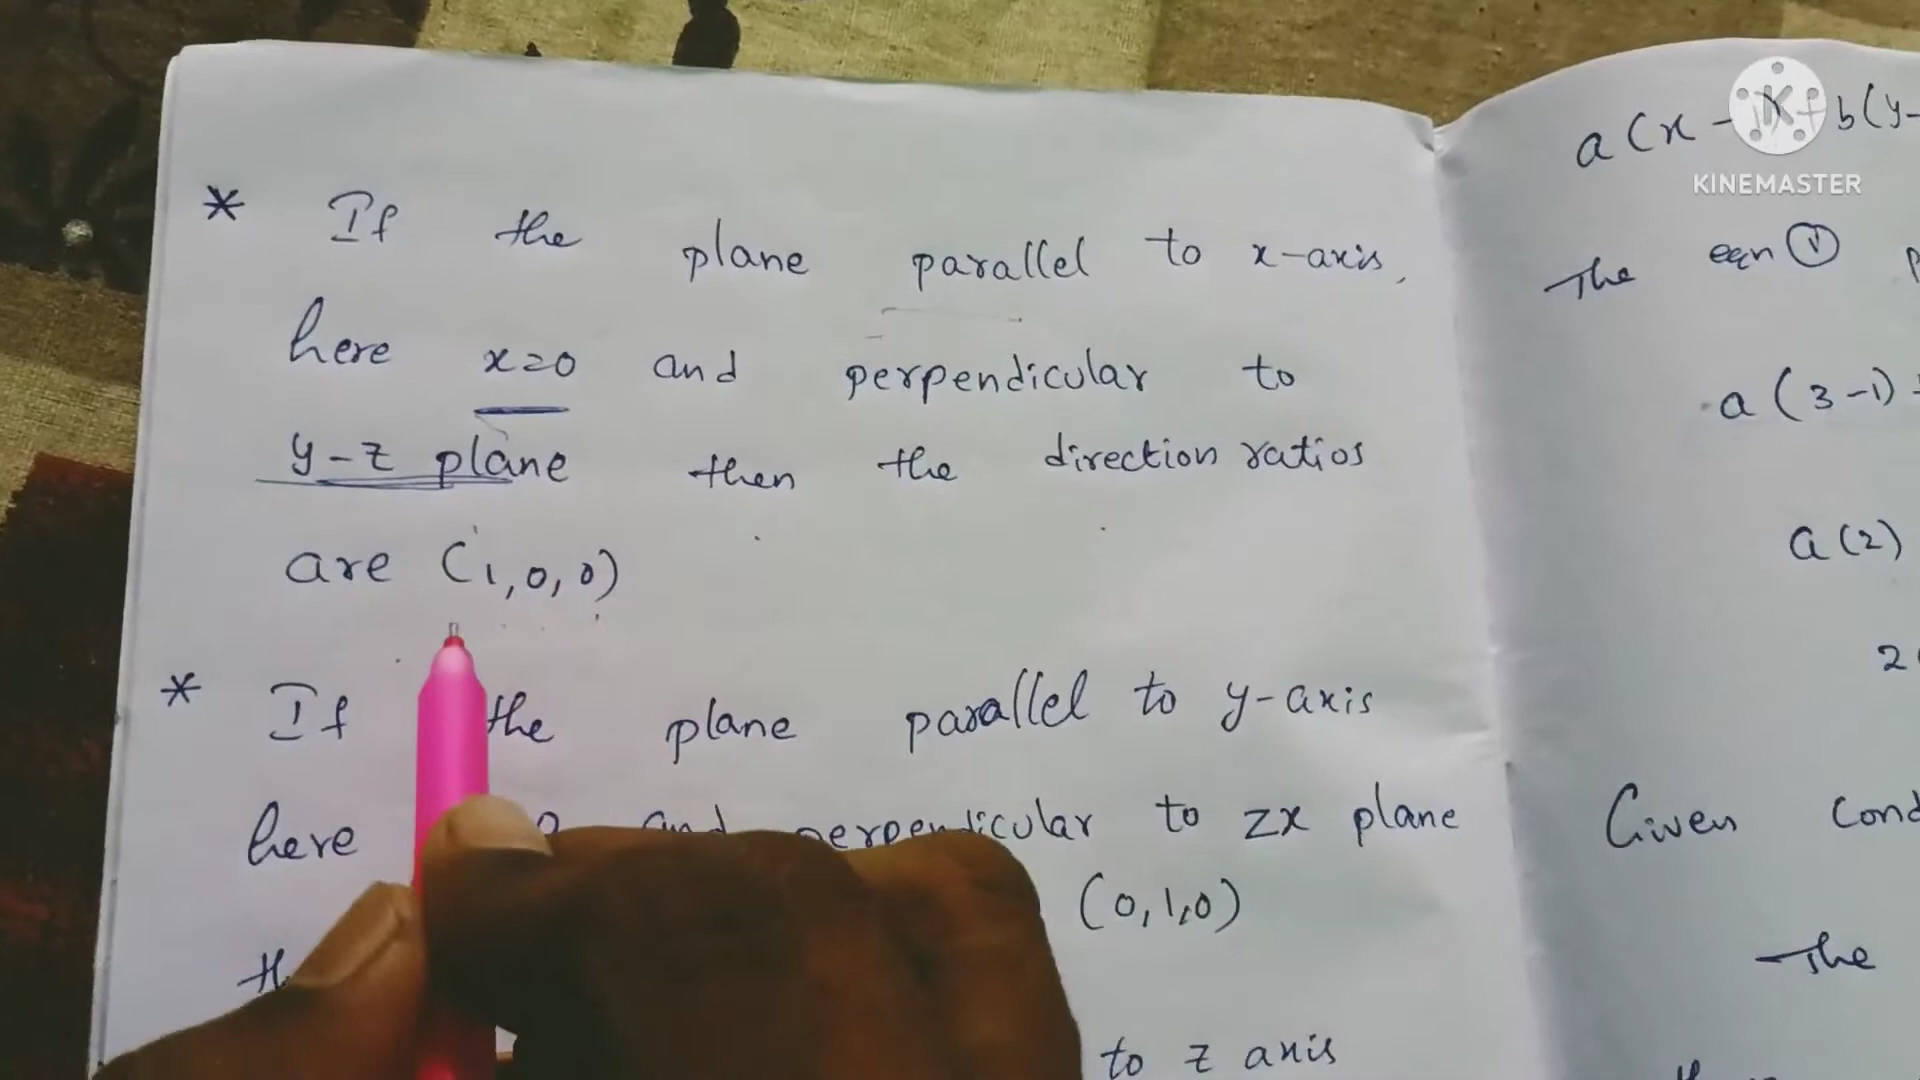 * If the plane parallel to x-axis,
here x=0 and perpendicular to
y-z plane then the direction ratios
are (1,0,0)
* If the plane parallel to y-axis
here and perpendicular to zx plane
(0,1,0)
to z axis
a(x- b(y-
KINEMASTER
The eqn ①
a(3-1)
a(2)
2
Given cond
The